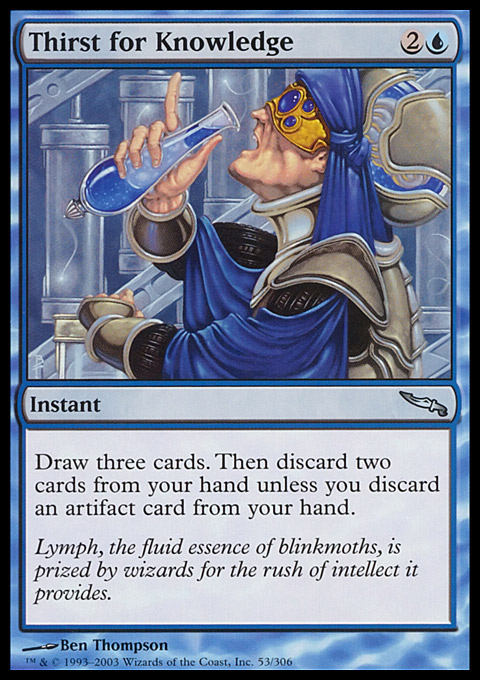 Thirst for Knowledge 2
Instant
Draw three cards. Then discard two
cards from your hand unless you discard
an artifact card from your hand.
Lymph, the fluid essence of blinkmoths, is
prized by wizards for the rush of intellect it
provides.
Ben Thompson
™ & © 1993–2003 Wizards of the Coast, Inc. 53/306